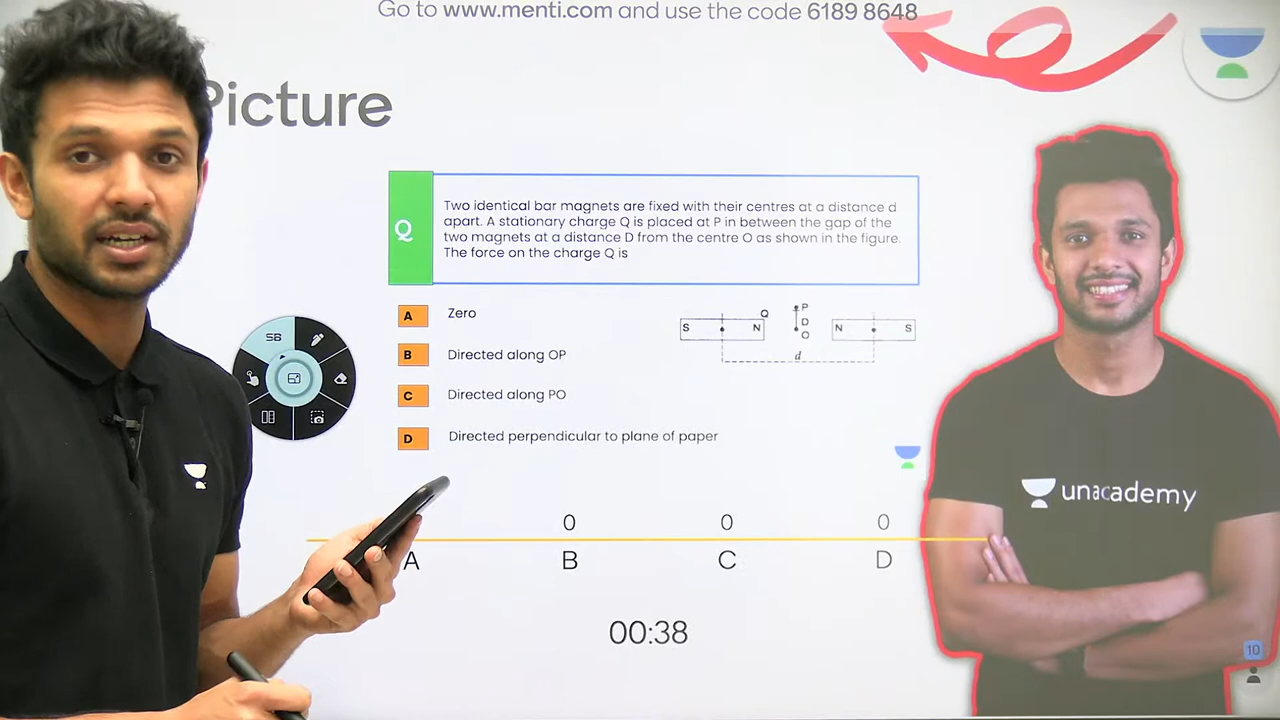 Go to www.menti.com and use the code 6189 8648
Picture
Q
Two identical bar magnets are fixed with their centres at a distance d
apart. A stationary charge Q is placed at P in between the gap of the
two magnets at a distance D from the centre O as shown in the figure.
The force on the charge Q is
A Zero
B Directed along OP
C Directed along PO
D Directed perpendicular to plane of paper
S N Q P D O N S
d
SB
unacademy
0 0 0
A B C D
00:38
10